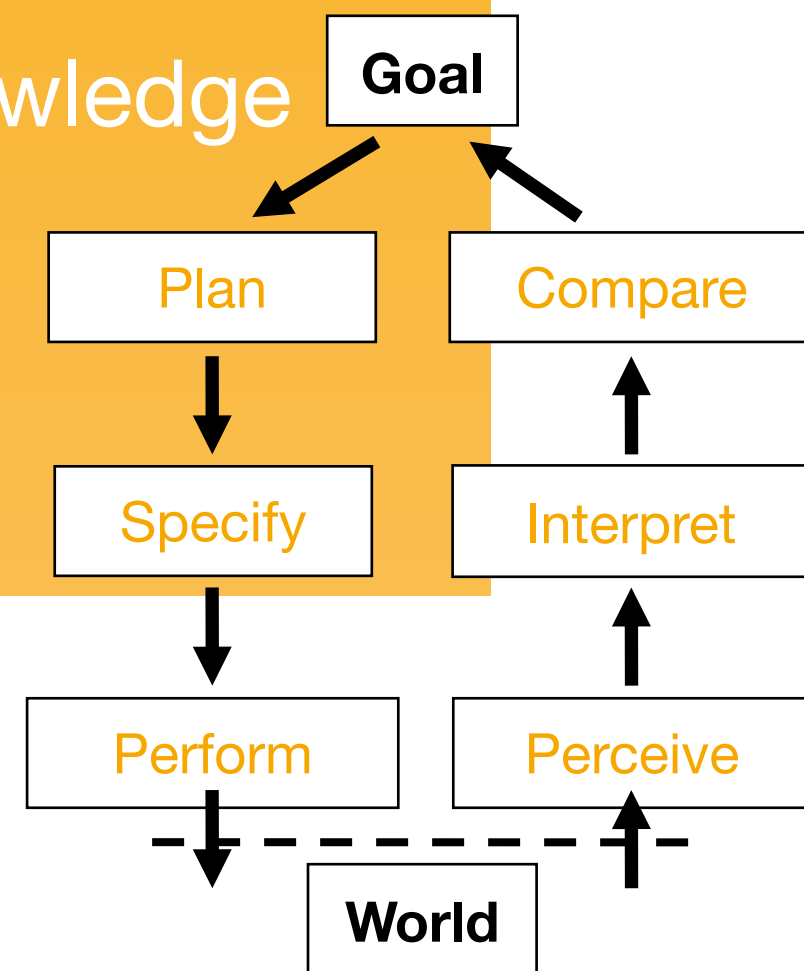 wledge
Goal
Plan
Compare
Specify
Interpret
Perform
Perceive
World